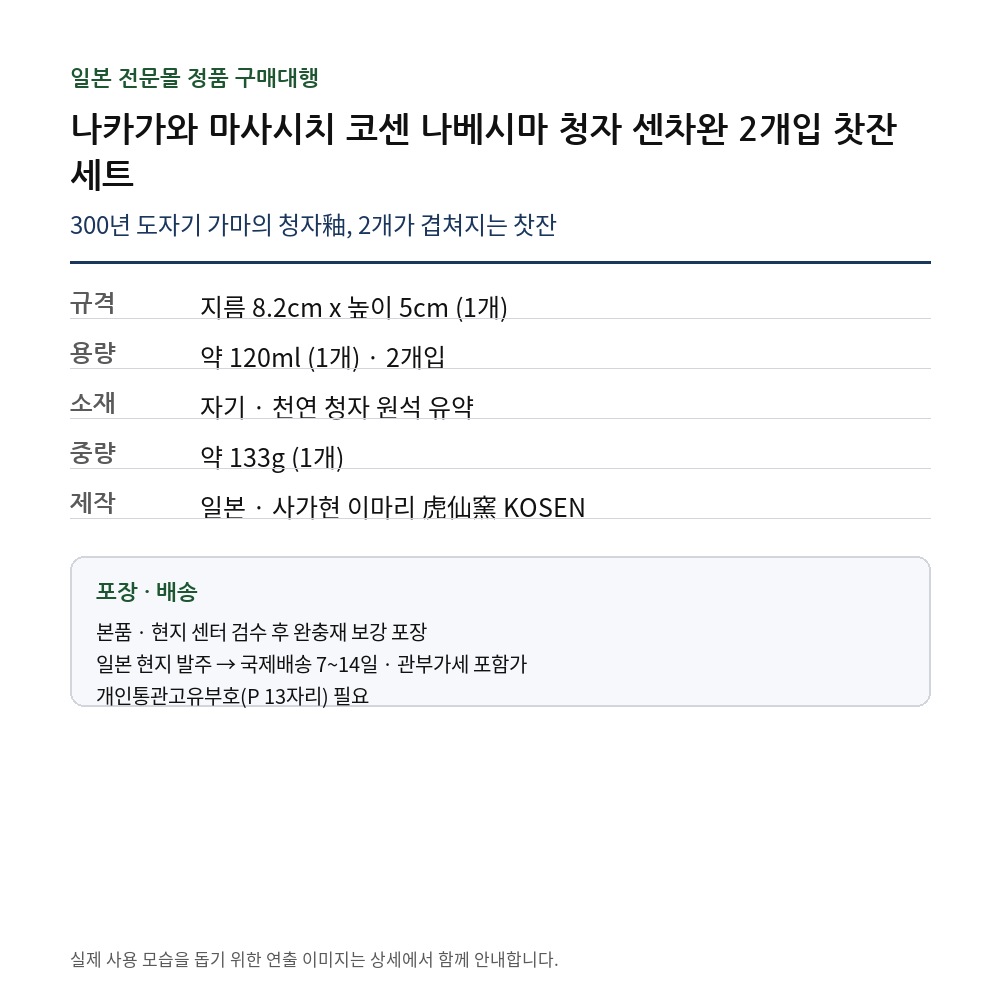 일본 전문몰 정품 구매대행
나카가와 마사시치 코센 나베시마 청자 센차완 2개입 찻잔
세트
300년 도자기 가마의 청자釉, 2개가 겹쳐지는 찻잔
규격 지름 8.2cm x 높이 5cm (1개)
용량 약 120ml (1개) · 2개입
소재 자기 · 천연 청자 원석 유약
중량 약 133g (1개)
제작 일본 · 사가현 이마리 虎仙窯 KOSEN
포장 · 배송
본품 · 현지 센터 검수 후 완충재 보강 포장
일본 현지 발주 → 국제배송 7~14일 · 관부가세 포함가
개인통관고유부호(P 13자리) 필요
실제 사용 모습을 돕기 위한 연출 이미지는 상세에서 함께 안내합니다.